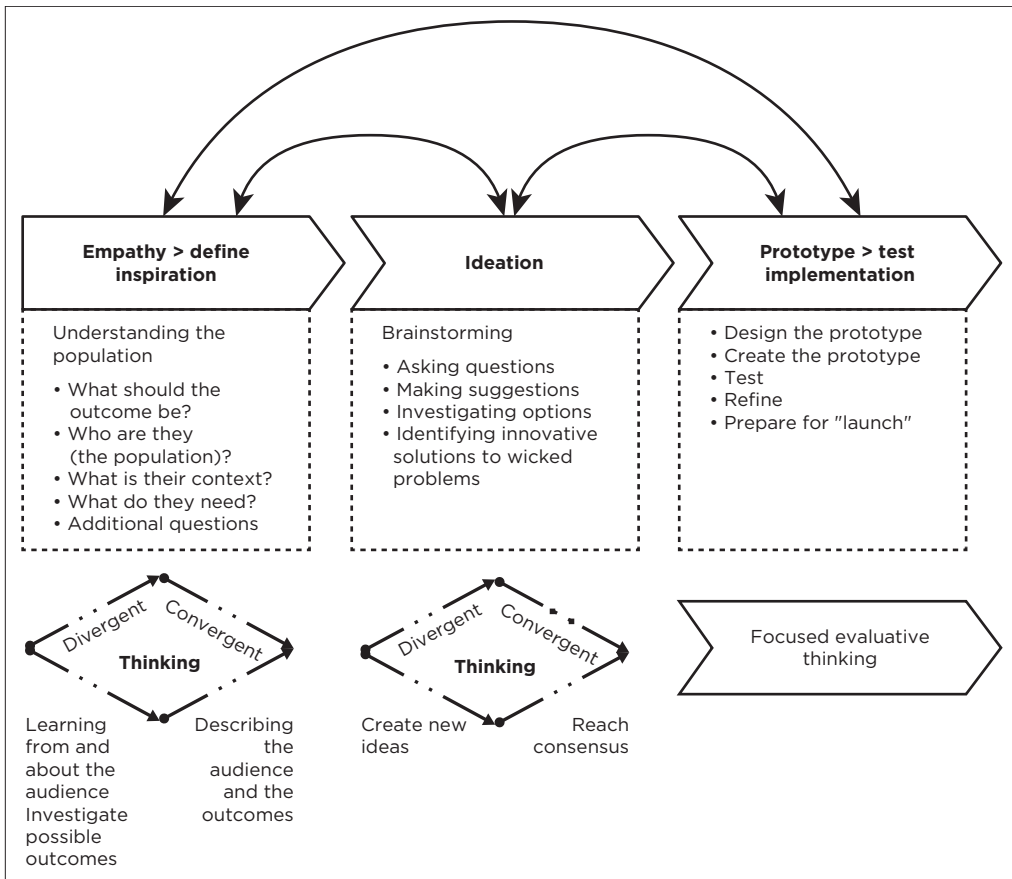 Empathy > define
inspiration
Ideation
Prototype > test
implementation
Understanding the
population
• What should the
outcome be?
• Who are they
(the population)?
• What is their context?
• What do they need?
• Additional questions
Brainstorming
• Asking questions
• Making suggestions
• Investigating options
• Identifying innovative
solutions to wicked
problems
• Design the prototype
• Create the prototype
• Test
• Refine
• Prepare for "launch"
Divergent
Convergent
Thinking
Learning
from and
about the
audience
Investigate
possible
outcomes
Describing
the
audience
and the
outcomes
Divergent
Convergent
Thinking
Create new
ideas
Reach
consensus
Focused evaluative
thinking